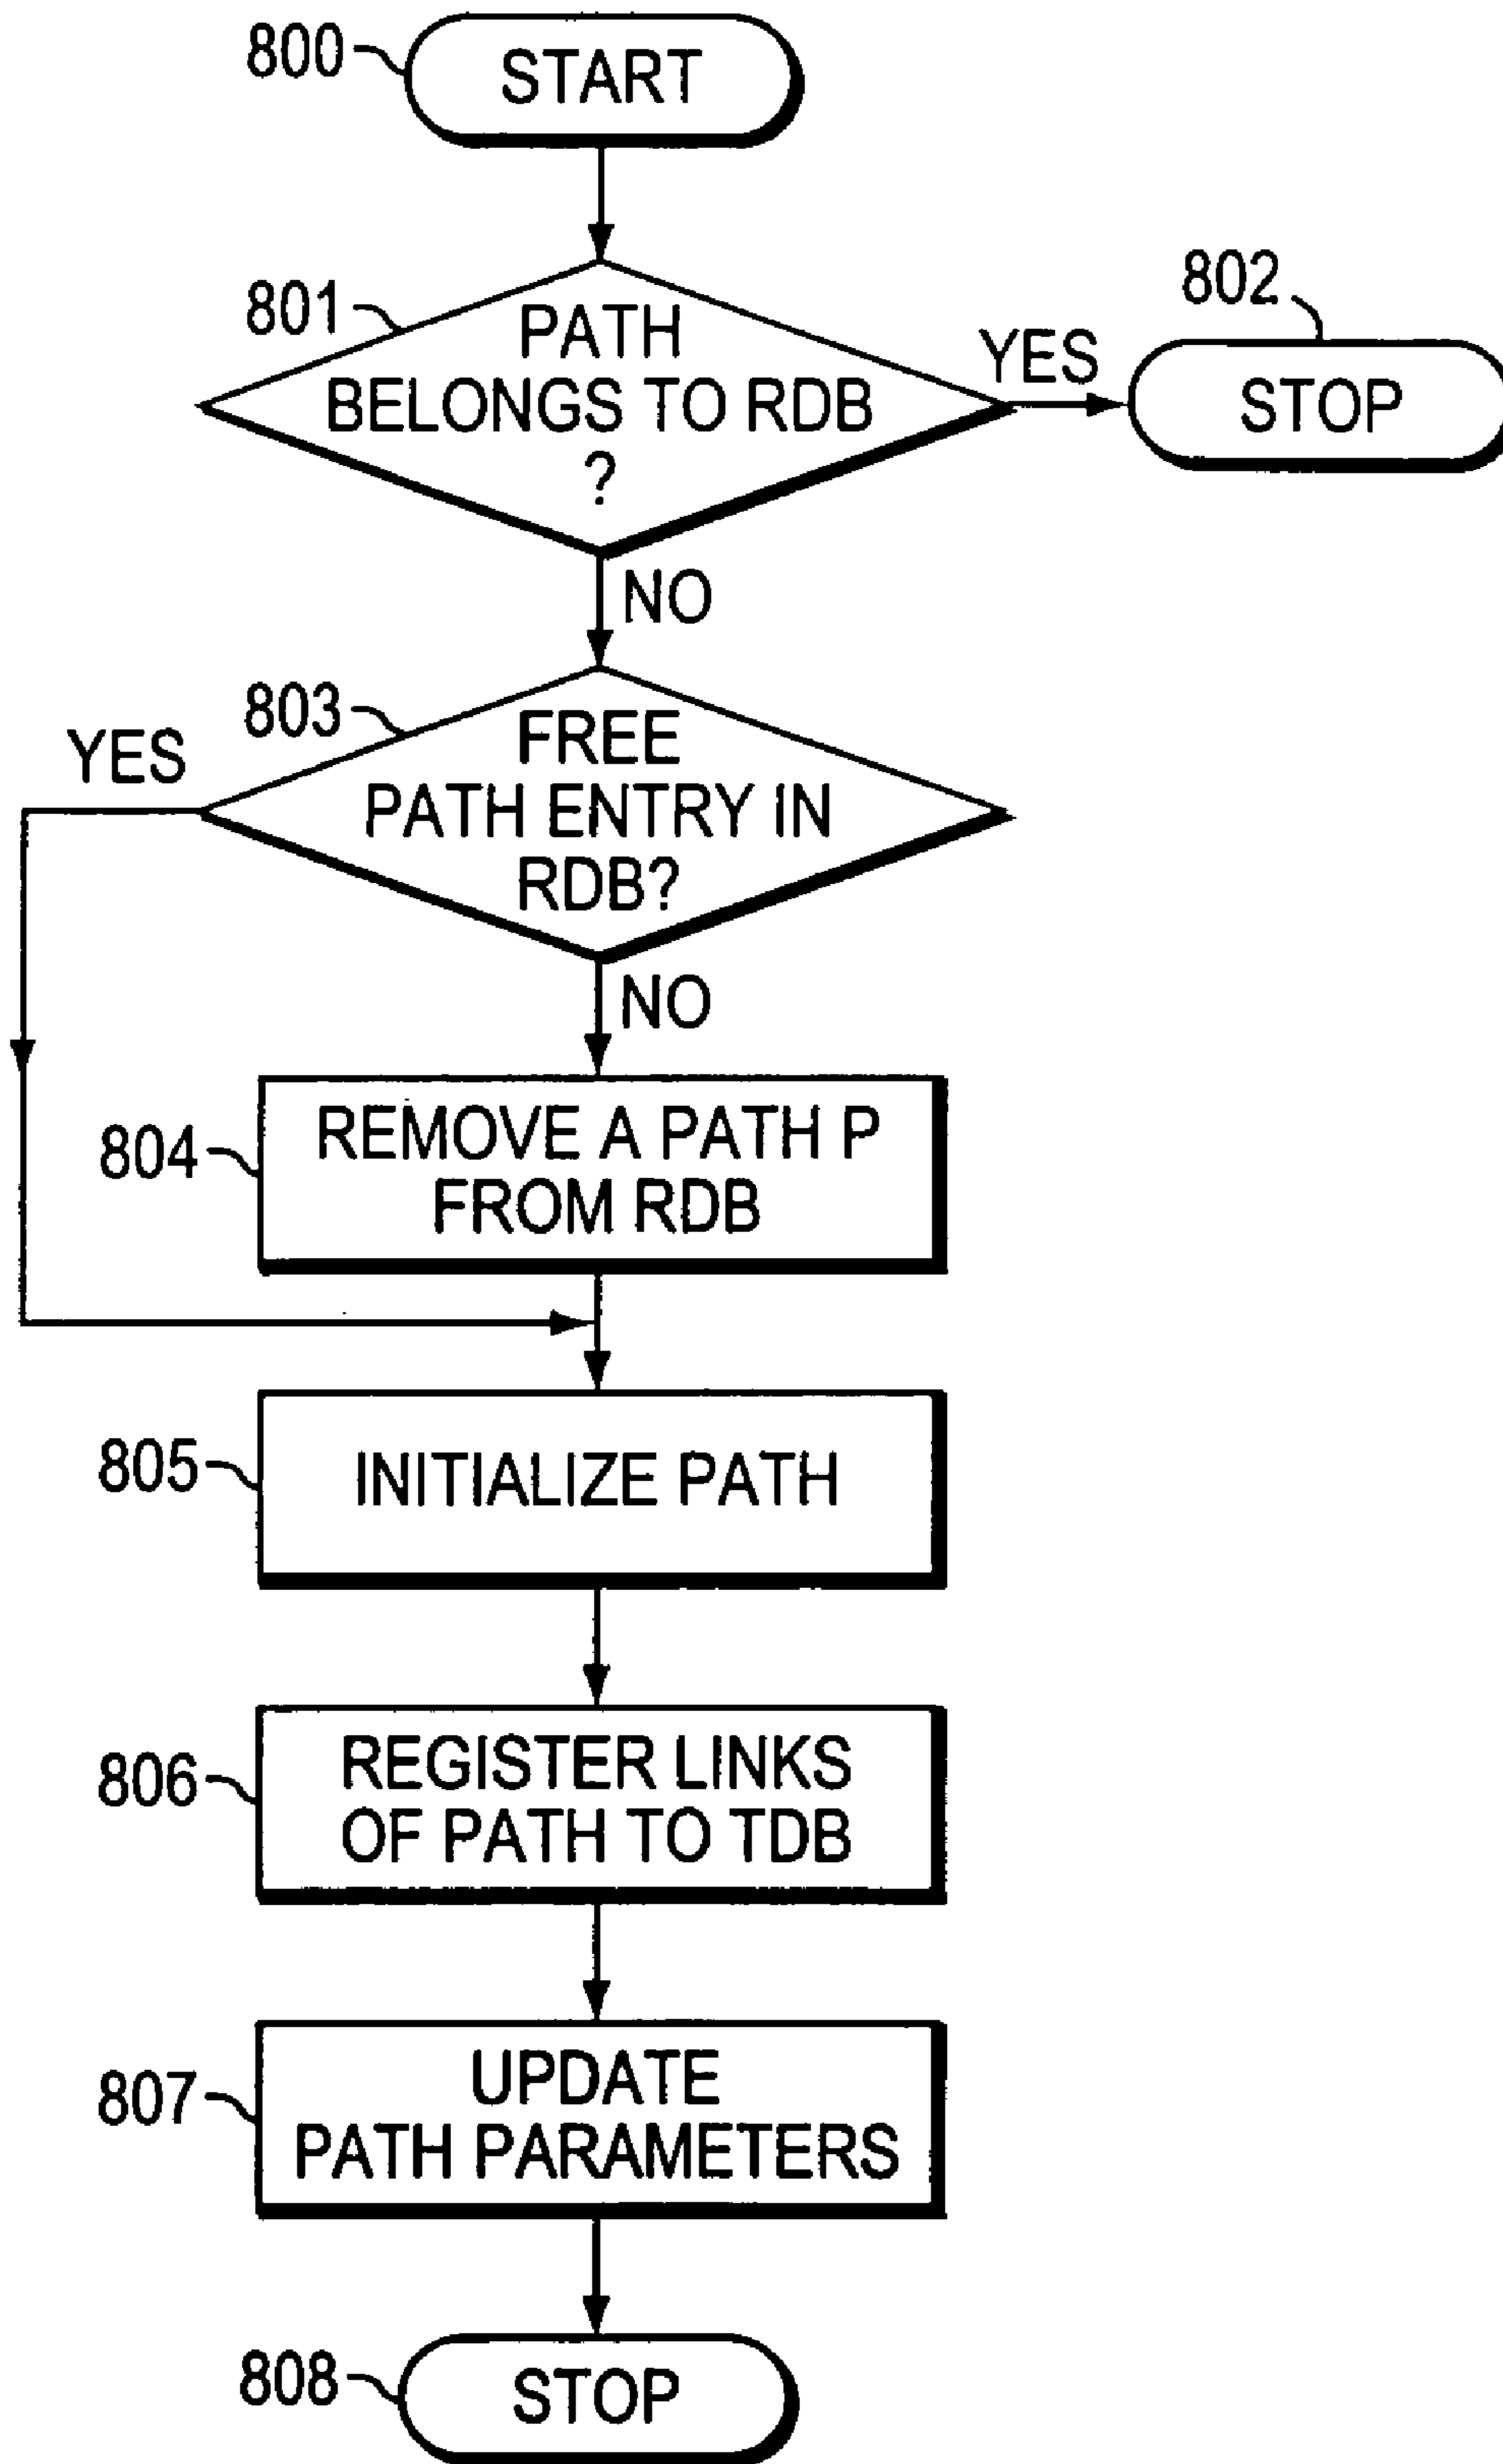 800
START
801
PATH
BELONGS TO RDB
?
YES
802
STOP
NO
803
YES
FREE
PATH ENTRY IN
RDB?
NO
804
REMOVE A PATH P
FROM RDB
805
INITIALIZE PATH
806
REGISTER LINKS
OF PATH TO TDB
807
UPDATE
PATH PARAMETERS
808
STOP